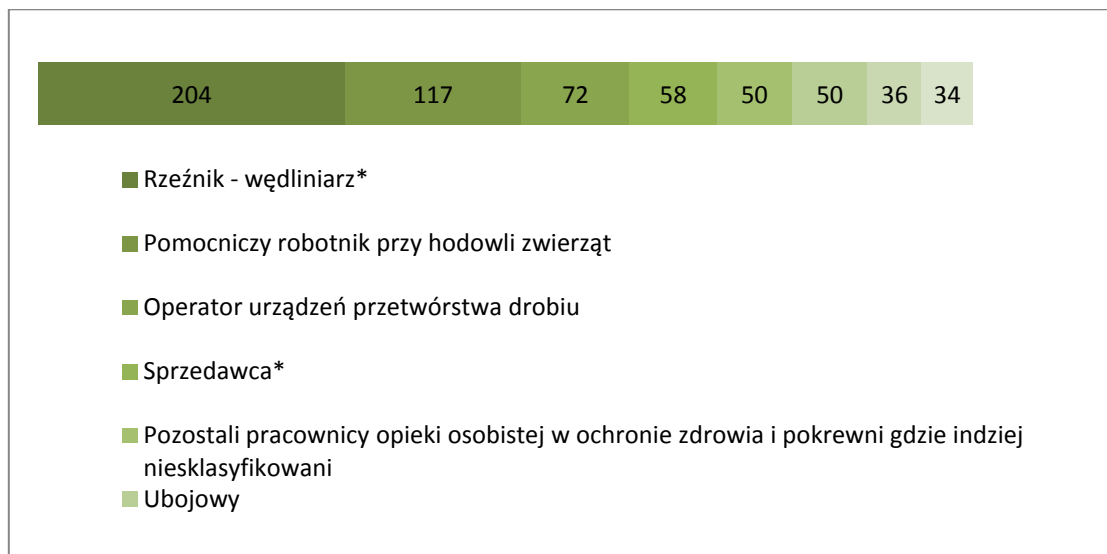 204 117 72 58 50 50 36 34
Rzeźnik - wędliniarz*
Pomocniczy robotnik przy hodowli zwierząt
Operator urządzeń przetwórstwa drobiu
Sprzedawca*
Pozostali pracownicy opieki osobistej w ochronie zdrowia i pokrewni gdzie indziej
niesklasyfikowani
Ubojowy